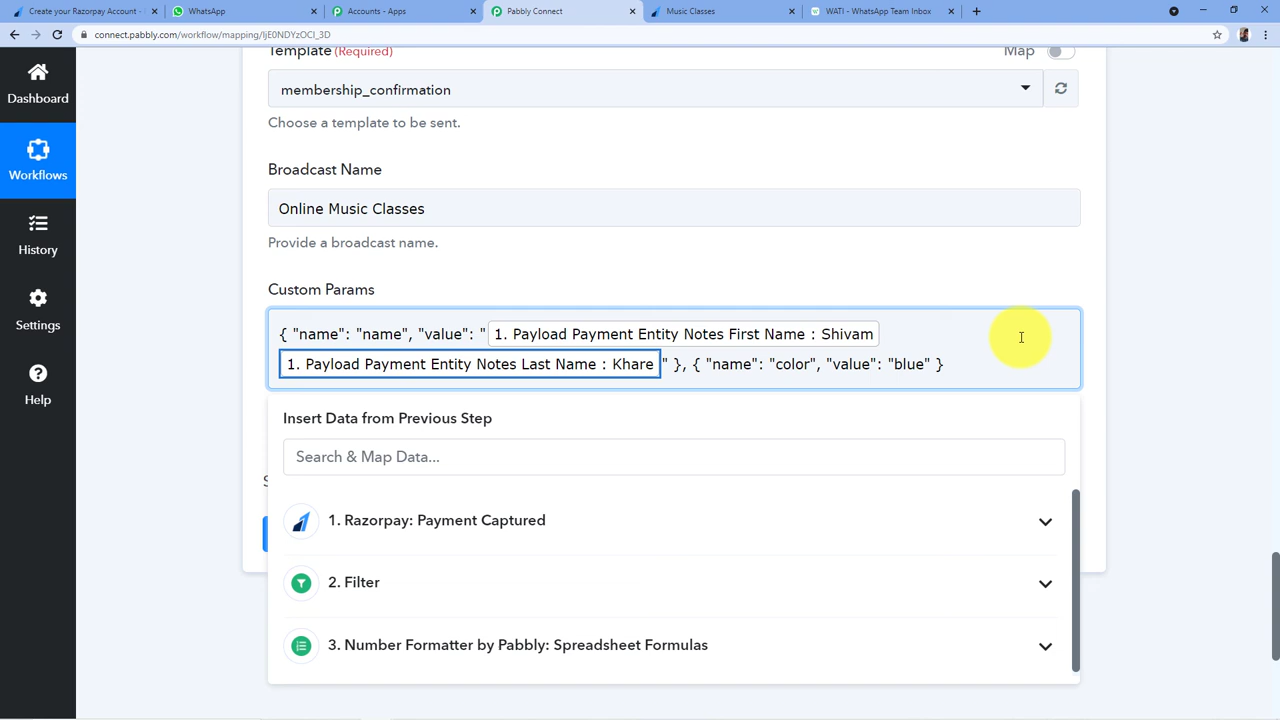 Create your Razorpay Account -
WhatsApp
Accounts - Apps
Pabbly Connect
Music Classes
WATI - WhatsApp Team Inbox
connect.pabbly.com/workflow/mapping/IjE0NDYzOCI_3D
Dashboard
Workflows
History
Settings
Help
Template (Required)
Map
membership_confirmation
Choose a template to be sent.
Broadcast Name
Online Music Classes
Provide a broadcast name.
Custom Params
{ "name": "name", "value": " 1. Payload Payment Entity Notes First Name : Shivam
1. Payload Payment Entity Notes Last Name : Khare " }, { "name": "color", "value": "blue" }
Insert Data from Previous Step
Search & Map Data...
1. Razorpay: Payment Captured
2. Filter
3. Number Formatter by Pabbly: Spreadsheet Formulas